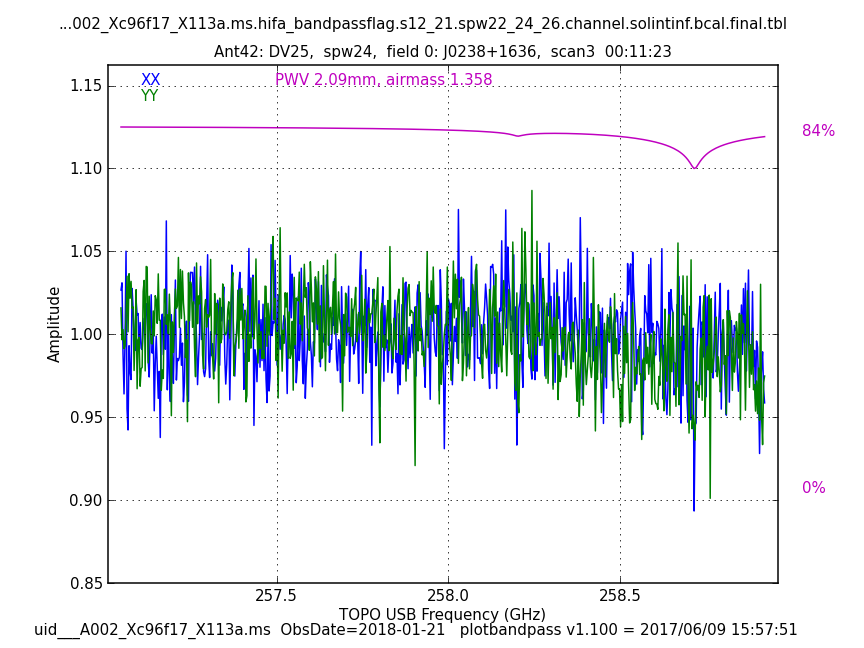 ...002_Xc96f17_X113a.ms.hifa_bandpassflag.s12_21.spw22_24_26.channel.solintinf.bcal.final.tbl
Ant42: DV25,  spw24,  field 0: J0238+1636,  scan3  00:11:23
XX
PWV 2.09mm, airmass 1.358
YY
1.15
1.10
1.05
1.00
0.95
0.90
0.85
Amplitude
84%
0%
257.5
258.0
258.5
TOPO USB Frequency (GHz)
uid___A002_Xc96f17_X113a.ms  ObsDate=2018-01-21   plotbandpass v1.100 = 2017/06/09 15:57:51